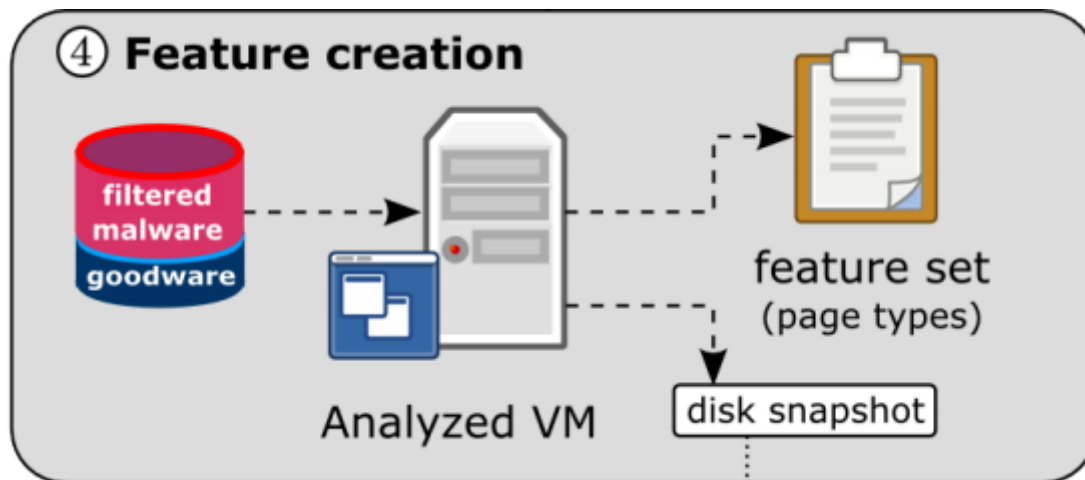 ④ Feature creation
filtered
malware
goodware
Analyzed VM
feature set
(page types)
disk snapshot